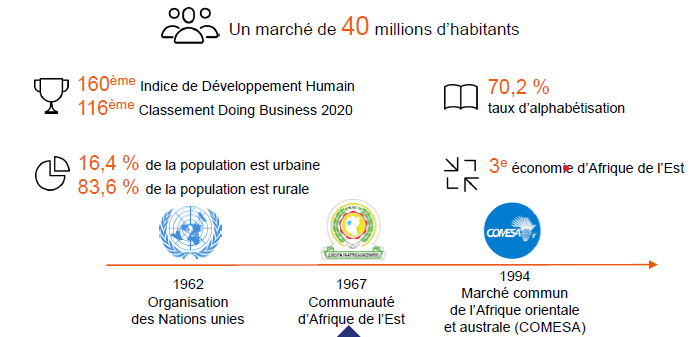 Un marché de 40 millions d’habitants
160ème Indice de Développement Humain
116ème Classement Doing Business 2020
70,2 %
taux d’alphabétisation
16,4 % de la population est urbaine
83,6 % de la population est rurale
3e économie d’Afrique de l’Est
COMESA
1962
Organisation
des Nations unies
1967
Communauté
d’Afrique de l’Est
1994
Marché commun
de l’Afrique orientale
et australe (COMESA)